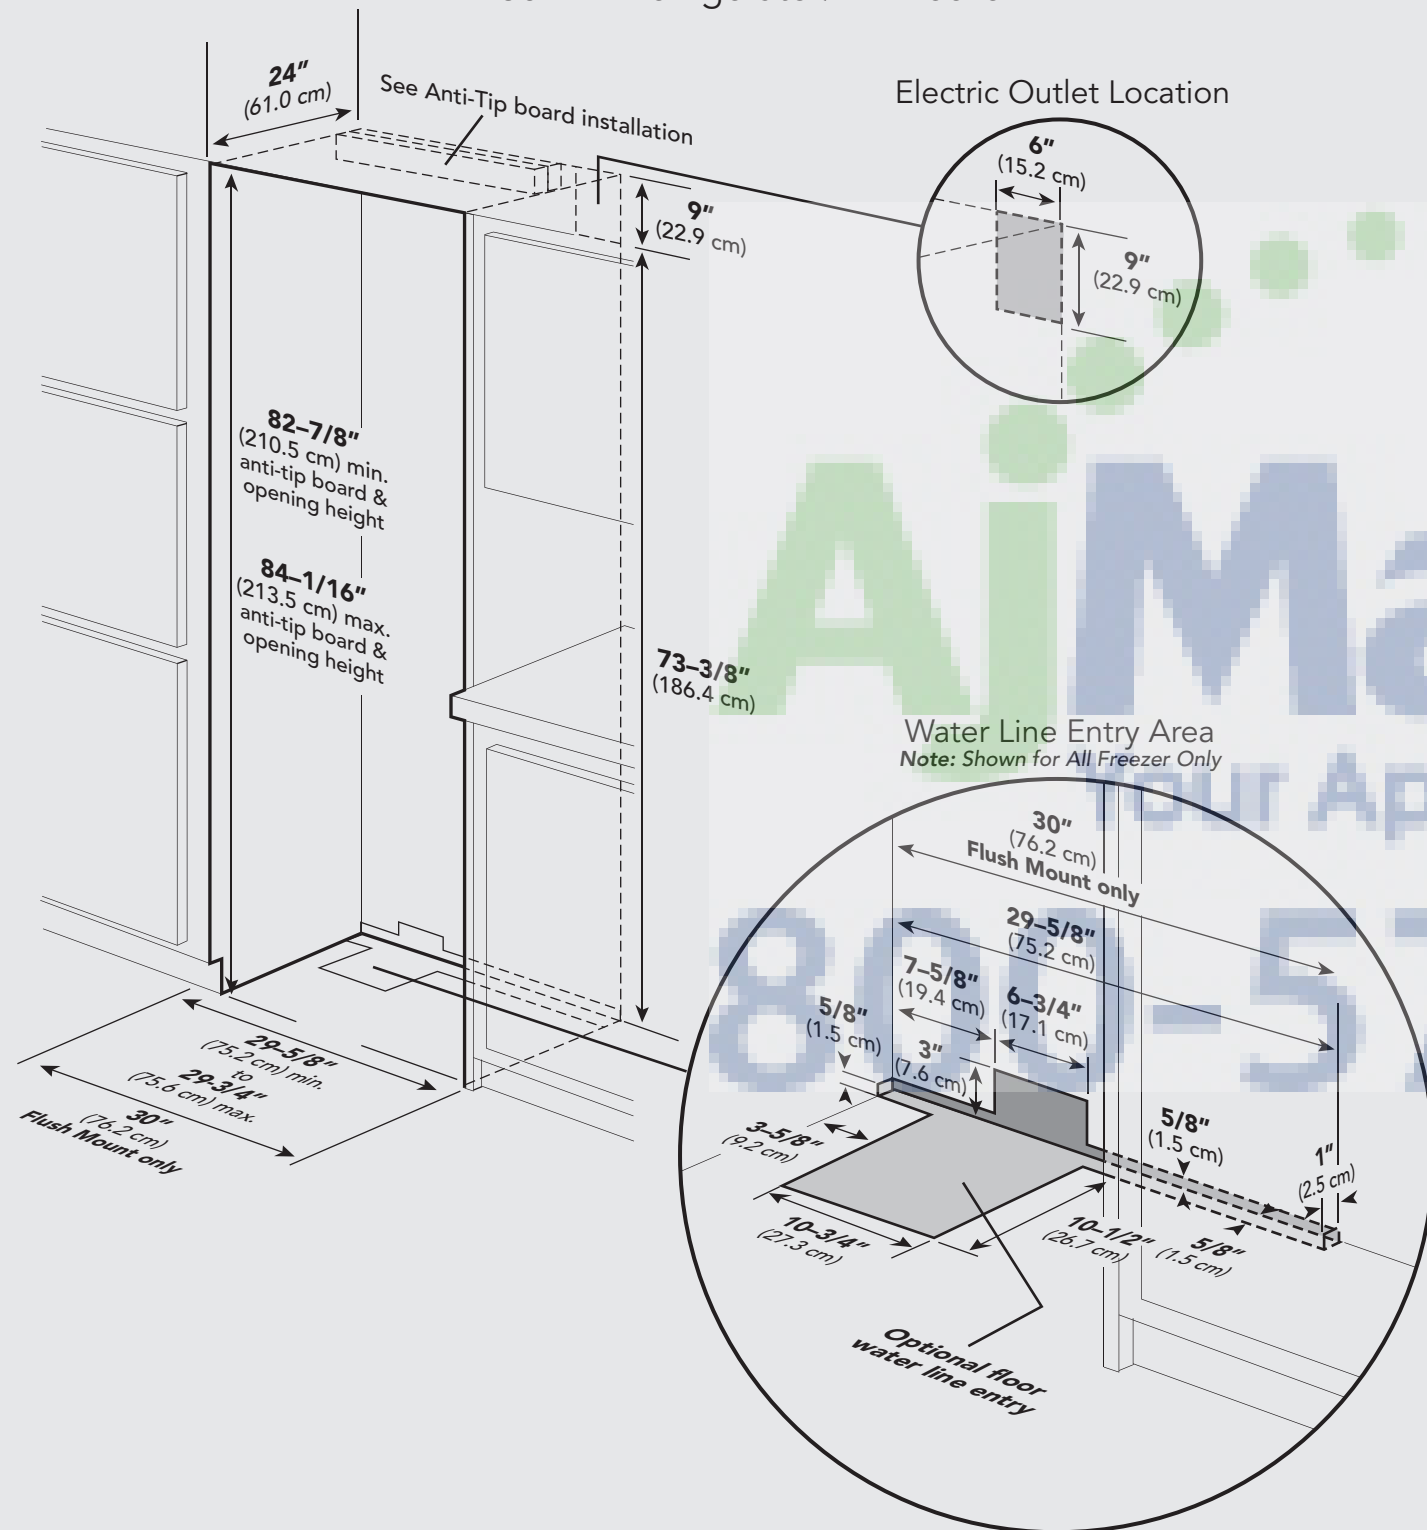 24"
(61.0 cm)
See Anti-Tip board installation
9"
(22.9 cm)
Electric Outlet Location
6"
(15.2 cm)
9"
(22.9 cm)
82–7/8"
(210.5 cm) min.
anti-tip board &
opening height
84–1/16"
(213.5 cm) max.
anti-tip board &
opening height
73–3/8"
(186.4 cm)
29-5/8"
(75.2 cm) min.
to
29-3/4"
(75.6 cm) max.
30"
(76.2 cm)
Flush Mount only
Water Line Entry Area
Note: Shown for All Freezer Only
30"
(76.2 cm)
Flush Mount only
29–5/8"
(75.2 cm)
7–5/8"
(19.4 cm)
6–3/4"
(17.1 cm)
5/8"
(1.5 cm)
3"
(7.6 cm)
3–5/8"
(9.2 cm)
5/8"
(1.5 cm)
1"
(2.5 cm)
10–3/4"
(27.3 cm)
10–1/2"
(26.7 cm)
5/8"
(1.5 cm)
Optional floor
water line entry
AjMa
Your Ap
800-57